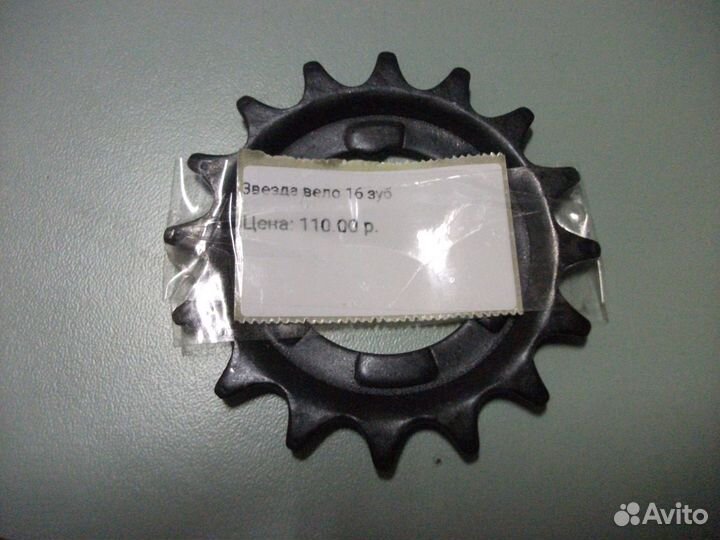 Звезда вело 16 зуб
Цена: 110.00 р.
Avito